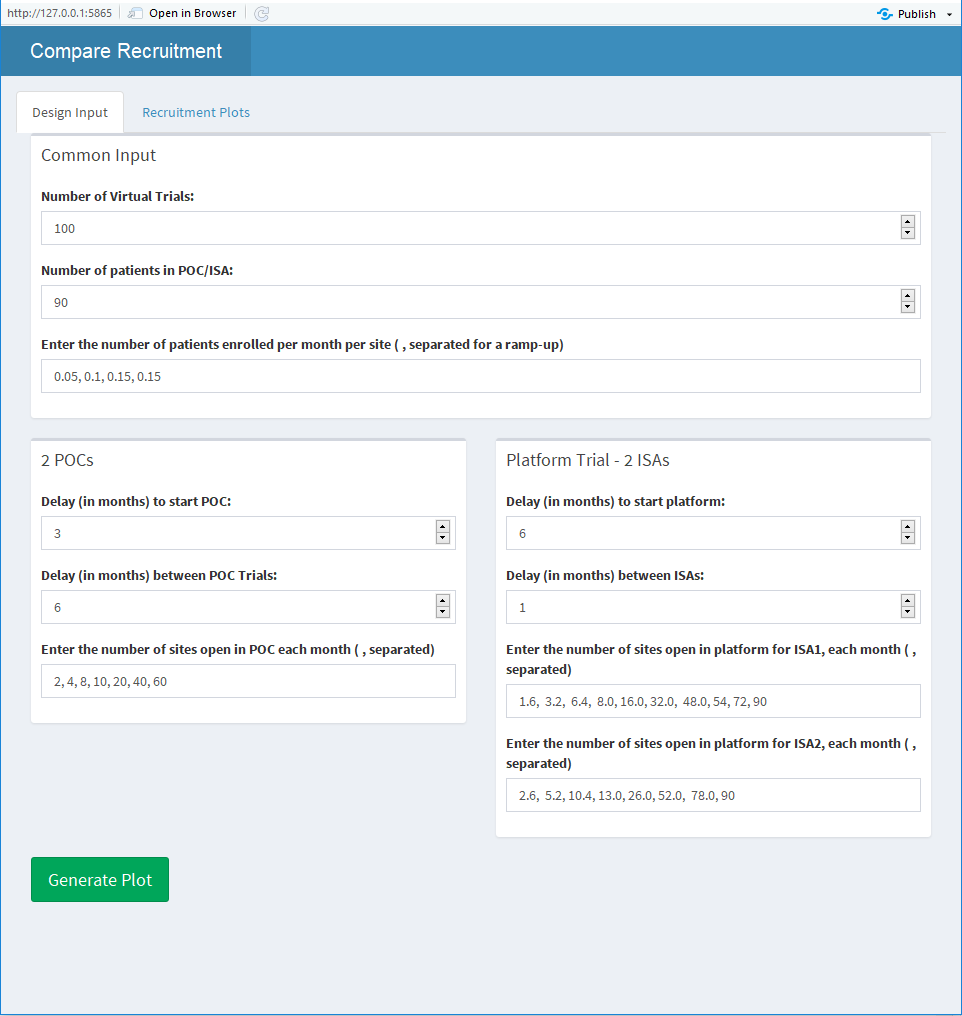 http://127.0.0.1:5865 Open in Browser Publish
Compare Recruitment
Design Input Recruitment Plots
Common Input
Number of Virtual Trials:
100
Number of patients in POC/ISA:
90
Enter the number of patients enrolled per month per site ( , separated for a ramp-up)
0.05, 0.1, 0.15, 0.15
2 POCs
Delay (in months) to start POC:
3
Delay (in months) between POC Trials:
6
Enter the number of sites open in POC each month ( , separated)
2, 4, 8, 10, 20, 40, 60
Platform Trial - 2 ISAs
Delay (in months) to start platform:
6
Delay (in months) between ISAs:
1
Enter the number of sites open in platform for ISA1, each month ( ,
separated)
1.6, 3.2, 6.4, 8.0, 16.0, 32.0, 48.0, 54, 72, 90
Enter the number of sites open in platform for ISA2, each month ( ,
separated)
2.6, 5.2, 10.4, 13.0, 26.0, 52.0, 78.0, 90
Generate Plot